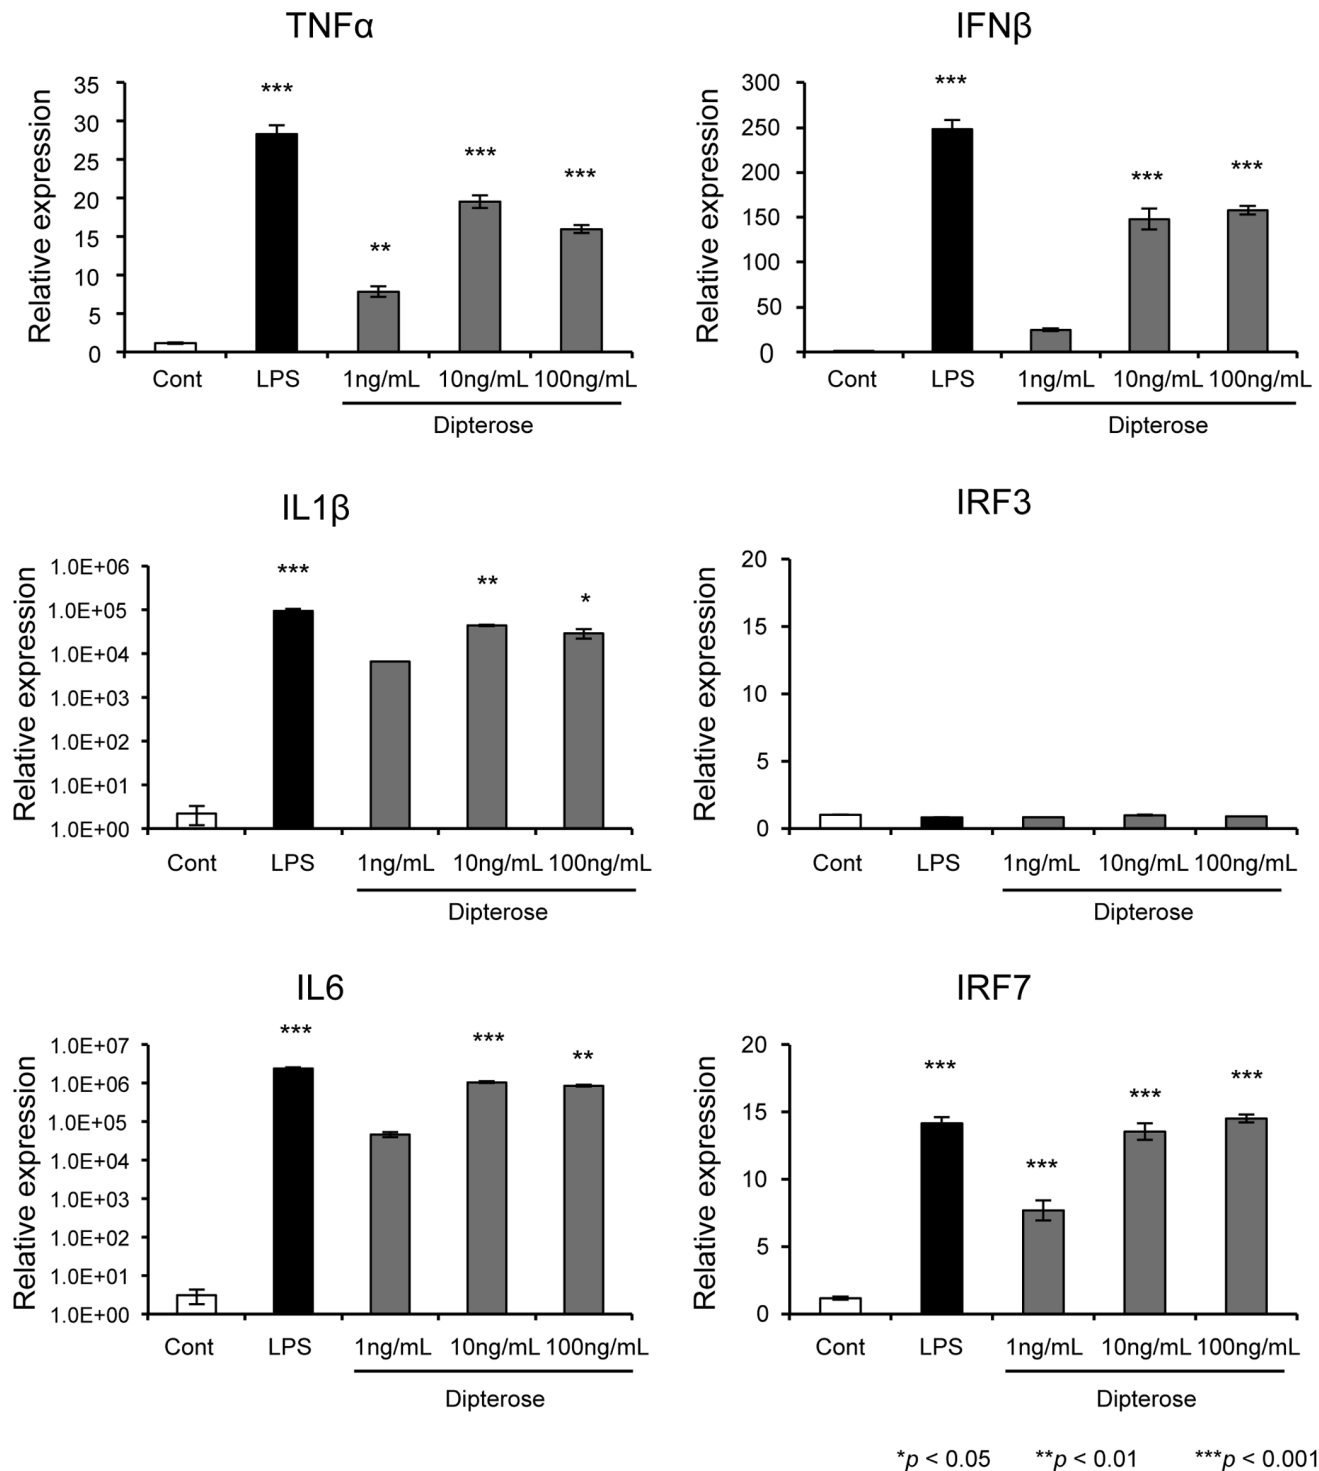 TNFα
Relative expression
35
30
25
20
15
10
5
0
***
**
***
***
Cont LPS 1ng/mL 10ng/mL 100ng/mL
Dipterose
IFNβ
Relative expression
300
250
200
150
100
50
0
***
***
***
Cont LPS 1ng/mL 10ng/mL 100ng/mL
Dipterose
IL1β
Relative expression
1.0E+06
1.0E+05
1.0E+04
1.0E+03
1.0E+02
1.0E+01
1.0E+00
***
**
*
Cont LPS 1ng/mL 10ng/mL 100ng/mL
Dipterose
IRF3
Relative expression
20
15
10
5
0
Cont LPS 1ng/mL 10ng/mL 100ng/mL
Dipterose
IL6
Relative expression
1.0E+07
1.0E+06
1.0E+05
1.0E+04
1.0E+03
1.0E+02
1.0E+01
1.0E+00
***
***
**
Cont LPS 1ng/mL 10ng/mL 100ng/mL
Dipterose
IRF7
Relative expression
20
15
10
5
0
***
***
***
***
Cont LPS 1ng/mL 10ng/mL 100ng/mL
Dipterose
*p < 0.05 **p < 0.01 ***p < 0.001